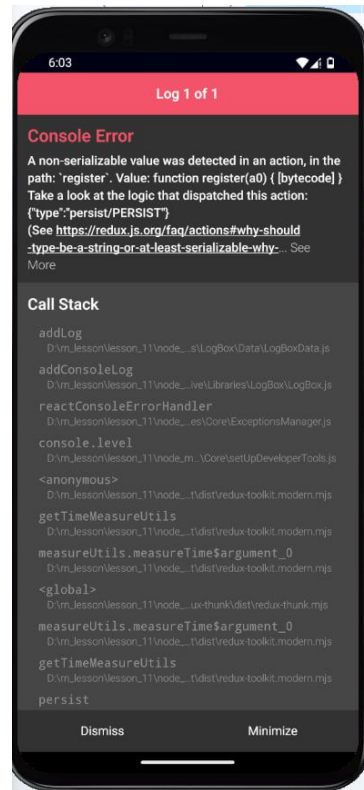 6:03
Log 1 of 1
Console Error
A non-serializable value was detected in an action, in the
path: `register`. Value: function register(a0) { [bytecode] }
Take a look at the logic that dispatched this action:
{"type":"persist/PERSIST"}
(See https://redux.js.org/faq/actions#why-should
-type-be-a-string-or-at-least-serializable-why-... See
More
Call Stack
addLog
D:\m_lesson\lesson_11\node_...s\LogBox\Data\LogBoxData.js
addConsoleLog
D:\m_lesson\lesson_11\node_...ive\Libraries\LogBox\LogBox.js
reactConsoleErrorHandler
D:\m_lesson\lesson_11\node_...es\Core\ExceptionsManager.js
console.level
D:\m_lesson\lesson_11\node_m...\Core\setUpDeveloperTools.js
<anonymous>
D:\m_lesson\lesson_11\node_...t\dist\redux-toolkit.modern.mjs
getTimeMeasureUtils
D:\m_lesson\lesson_11\node_...t\dist\redux-toolkit.modern.mjs
measureUtils.measureTime$argument_0
D:\m_lesson\lesson_11\node_...t\dist\redux-toolkit.modern.mjs
<global>
D:\m_lesson\lesson_11\node_...ux-thunk\dist\redux-thunk.mjs
measureUtils.measureTime$argument_0
D:\m_lesson\lesson_11\node_...t\dist\redux-toolkit.modern.mjs
getTimeMeasureUtils
D:\m_lesson\lesson_11\node_...t\dist\redux-toolkit.modern.mjs
persist
Dismiss
Minimize